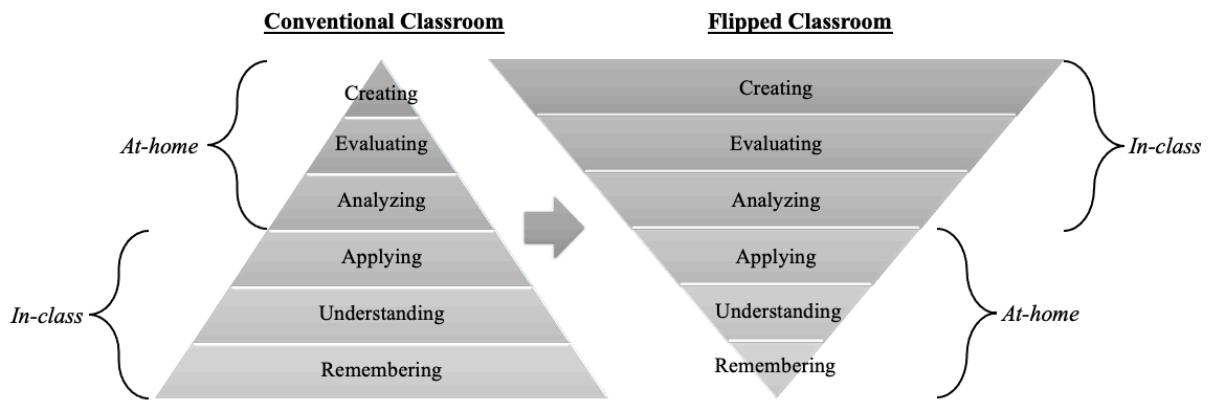 Conventional Classroom
Flipped Classroom
At-home
In-class
Creating
Evaluating
Analyzing
Applying
Understanding
Remembering
Creating
Evaluating
Analyzing
Applying
Understanding
Remembering
In-class
At-home